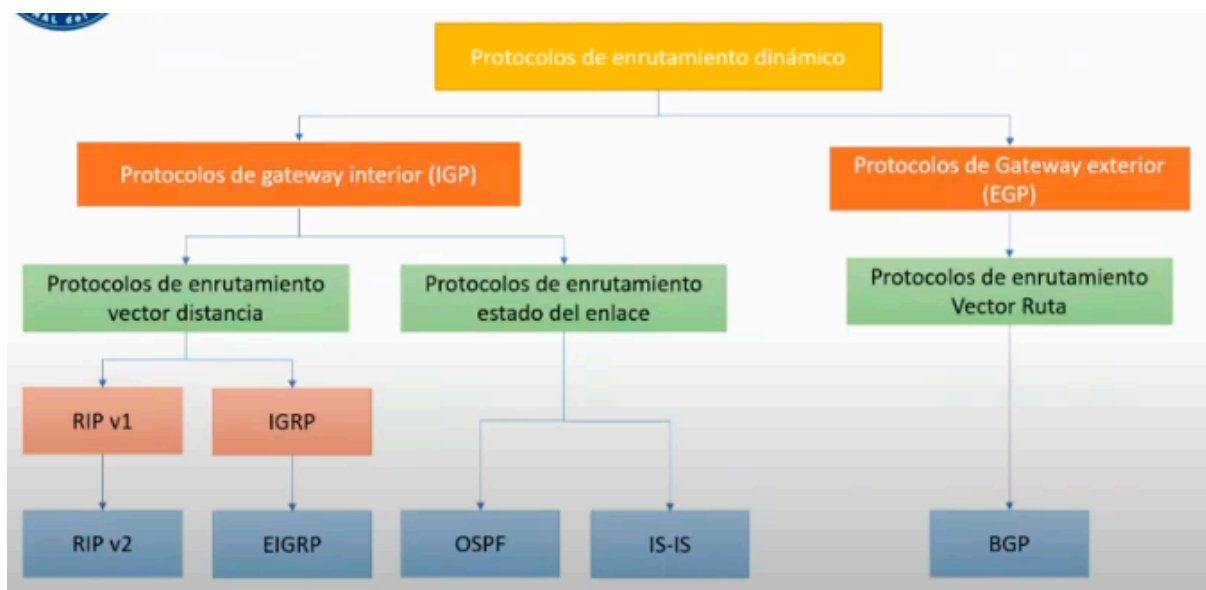 NAL del
Protocolos de enrutamiento dinámico
Protocolos de gateway interior (IGP)
Protocolos de Gateway exterior
(EGP)
Protocolos de enrutamiento
vector distancia
Protocolos de enrutamiento
estado del enlace
Protocolos de enrutamiento
Vector Ruta
RIP v1
IGRP
RIP v2
EIGRP
OSPF
IS-IS
BGP